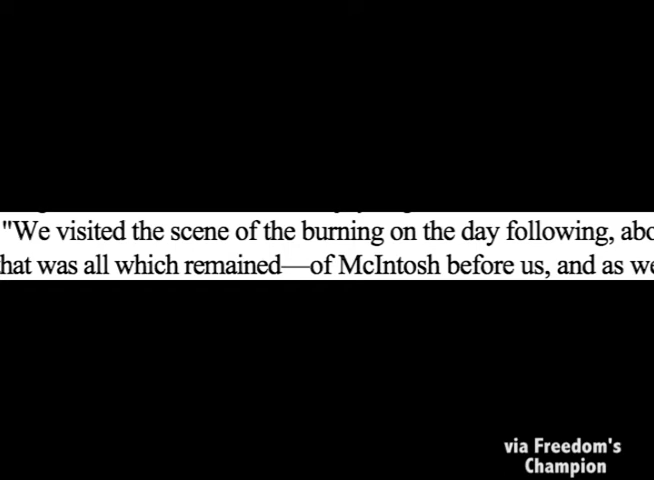 "We visited the scene of the burning on the day following, abo
hat was all which remained—of McIntosh before us, and as we
via Freedom's
Champion